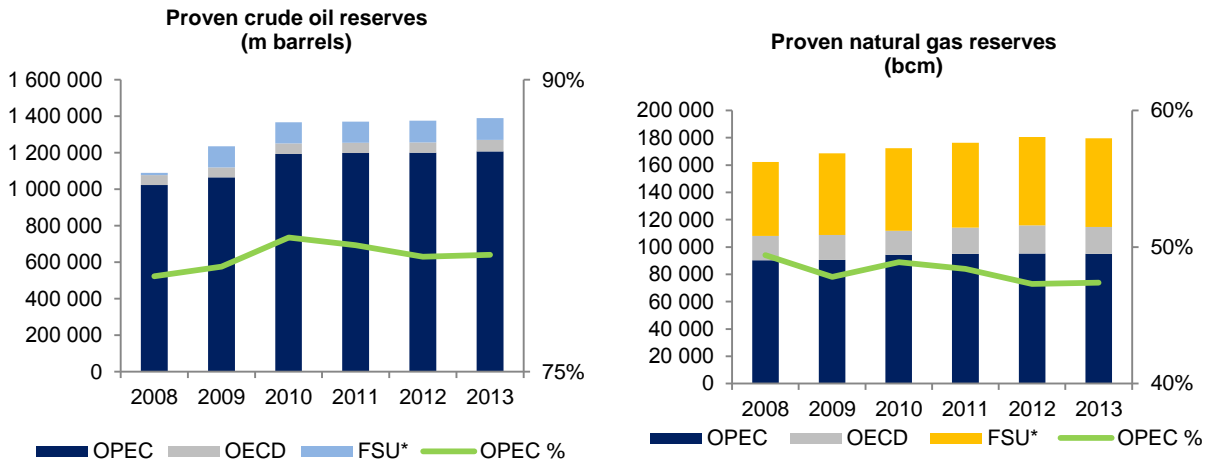 Proven crude oil reserves
(m barrels)
1 600 000
1 400 000
1 200 000
1 000 000
800 000
600 000
400 000
200 000
0
90%
75%
2008 2009 2010 2011 2012 2013
OPEC OECD FSU* OPEC %
Proven natural gas reserves
(bcm)
200 000
180 000
160 000
140 000
120 000
100 000
80 000
60 000
40 000
20 000
0
60%
50%
40%
2008 2009 2010 2011 2012 2013
OPEC OECD FSU* OPEC %